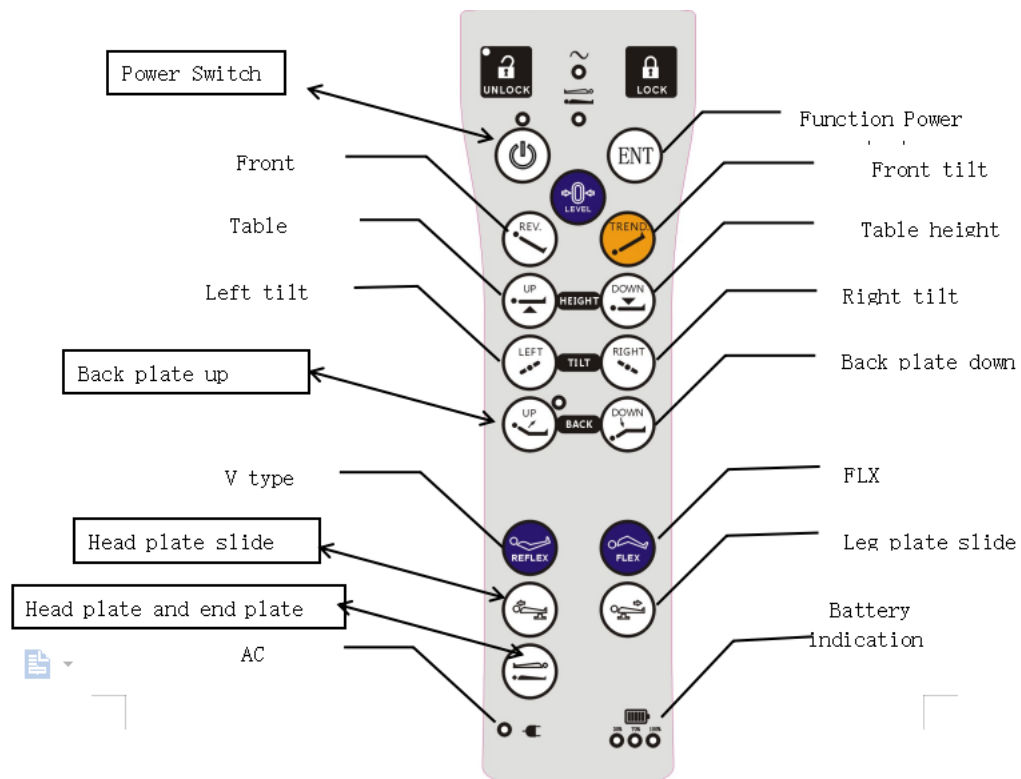 UNLOCK
LOCK
Power Switch
Function Power
ENT
Front
Front tilt
LEVEL
REV.
TREND.
Table
Table height
UP
HEIGHT
DOWN
Left tilt
Right tilt
LEFT
TILT
RIGHT
Back plate up
Back plate down
UP
BACK
DOWN
V type
FLX
REFLEX
FLEX
Head plate slide
Leg plate slide
Head plate and end plate
Battery
indication
AC